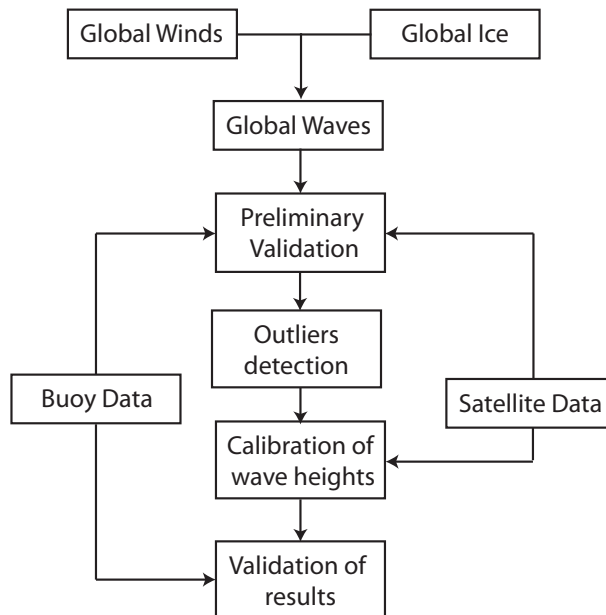 Global Winds
Global Ice
Global Waves
Preliminary
Validation
Outliers
detection
Buoy Data
Satellite Data
Calibration of
wave heights
Validation of
results